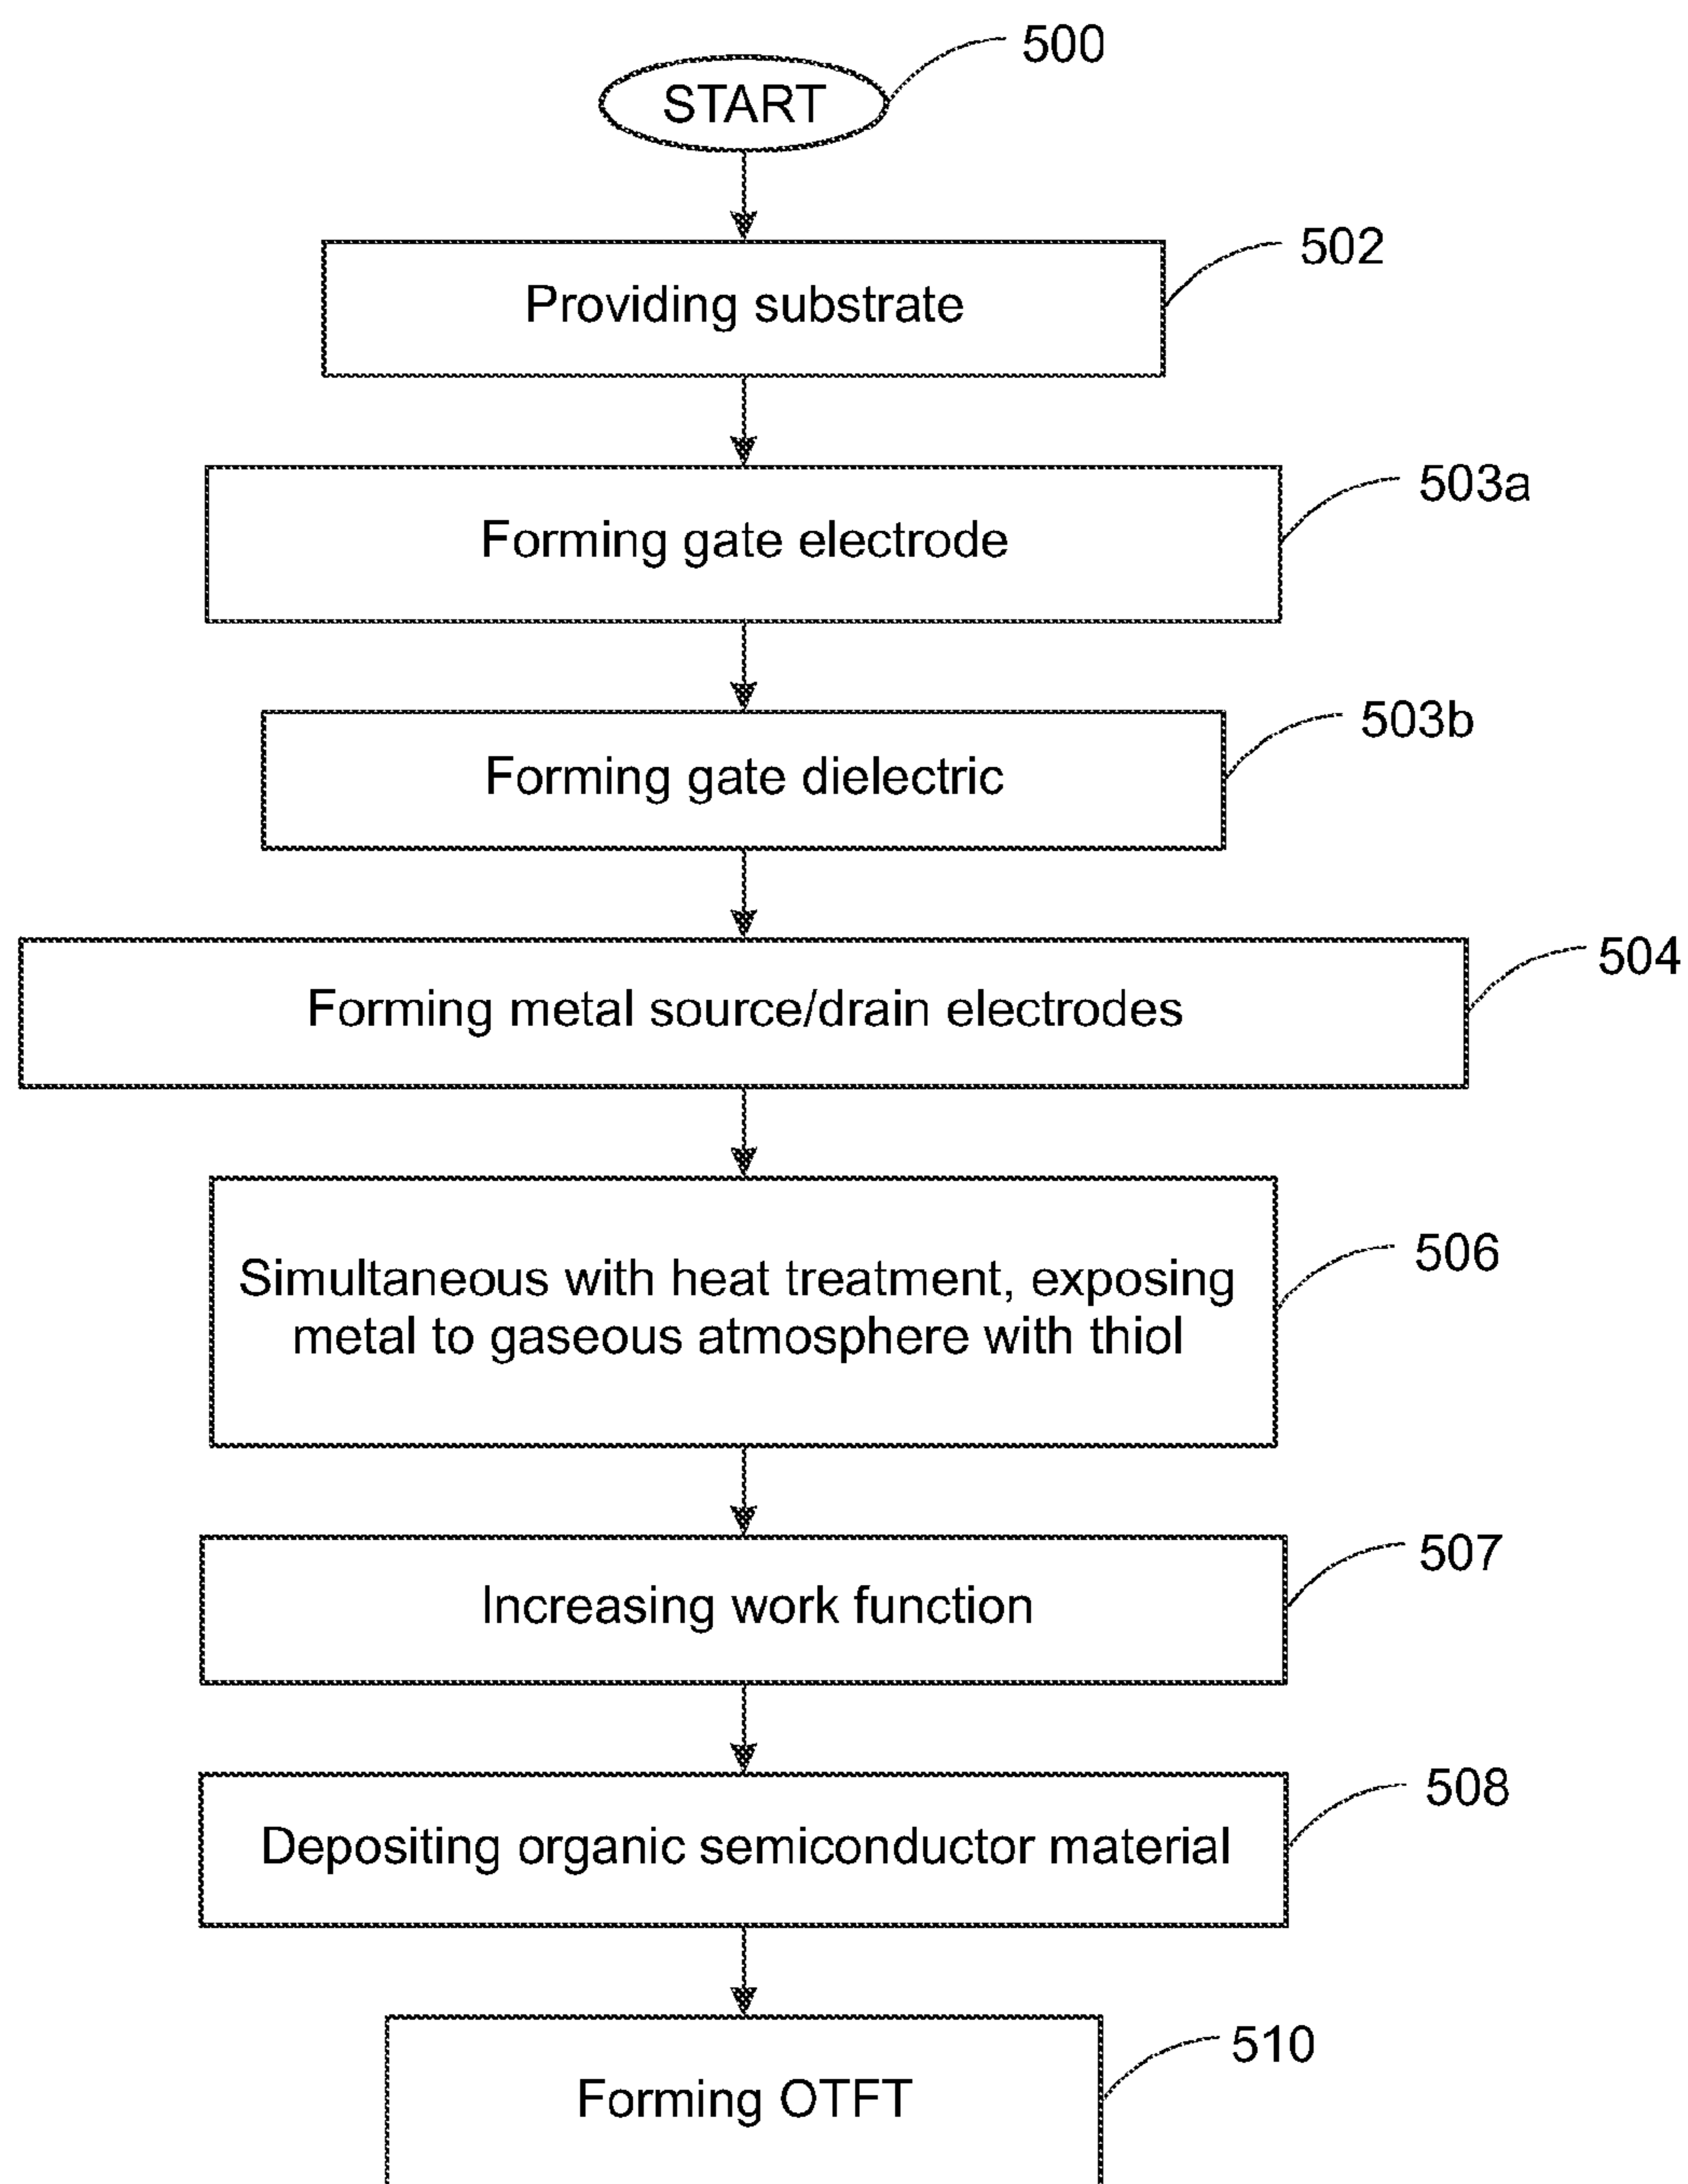 500
START
502
Providing substrate
503a
Forming gate electrode
503b
Forming gate dielectric
504
Forming metal source/drain electrodes
506
Simultaneous with heat treatment, exposing
metal to gaseous atmosphere with thiol
507
Increasing work function
508
Depositing organic semiconductor material
510
Forming OTFT